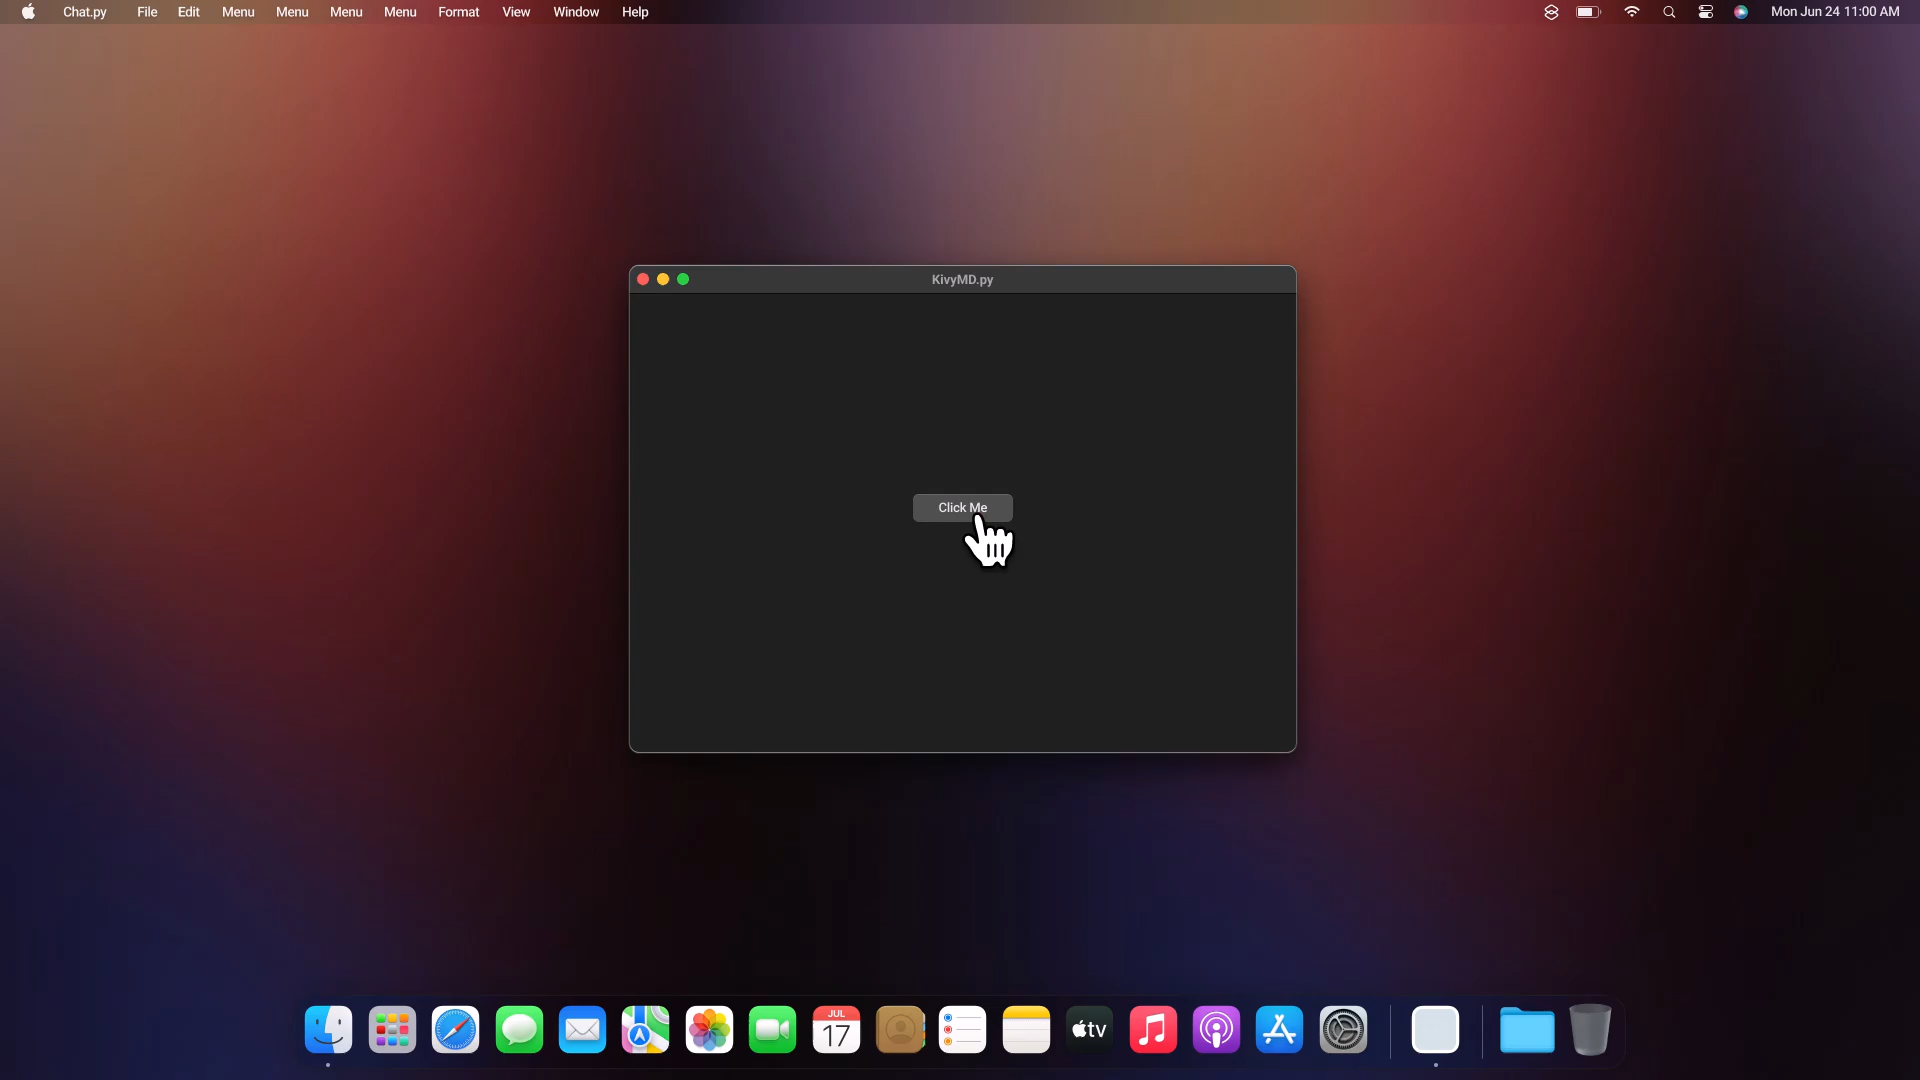 Chat.py File Edit Menu Menu Menu Menu Format View Window Help Mon Jun 24 11:00 AM
KivyMD.py
Click Me
JUL
17
tv